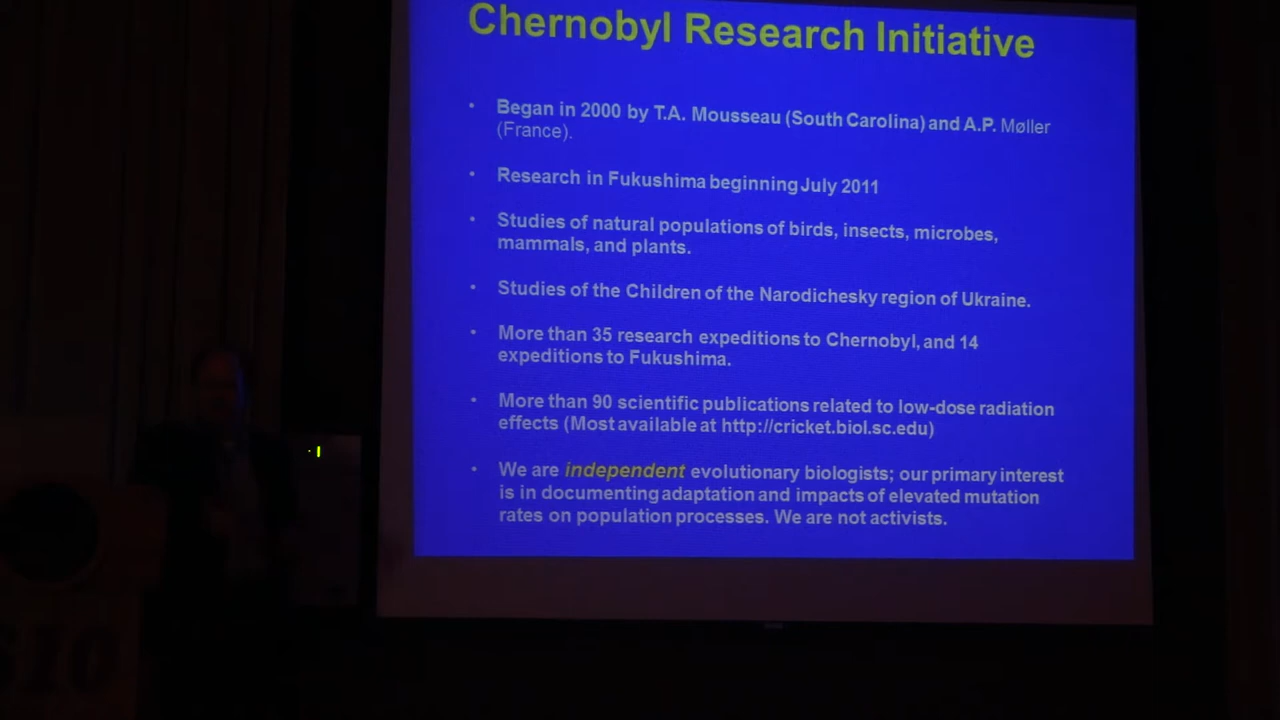 Chernobyl Research Initiative
• Began in 2000 by T.A. Mousseau (South Carolina) and A.P. Møller
(France).
• Research in Fukushima beginning July 2011
• Studies of natural populations of birds, insects, microbes,
mammals, and plants.
• Studies of the Children of the Narodichesky region of Ukraine.
• More than 35 research expeditions to Chernobyl, and 14
expeditions to Fukushima.
• More than 90 scientific publications related to low-dose radiation
effects (Most available at http://cricket.biol.sc.edu)
• We are independent evolutionary biologists; our primary interest
is in documenting adaptation and impacts of elevated mutation
rates on population processes. We are not activists.